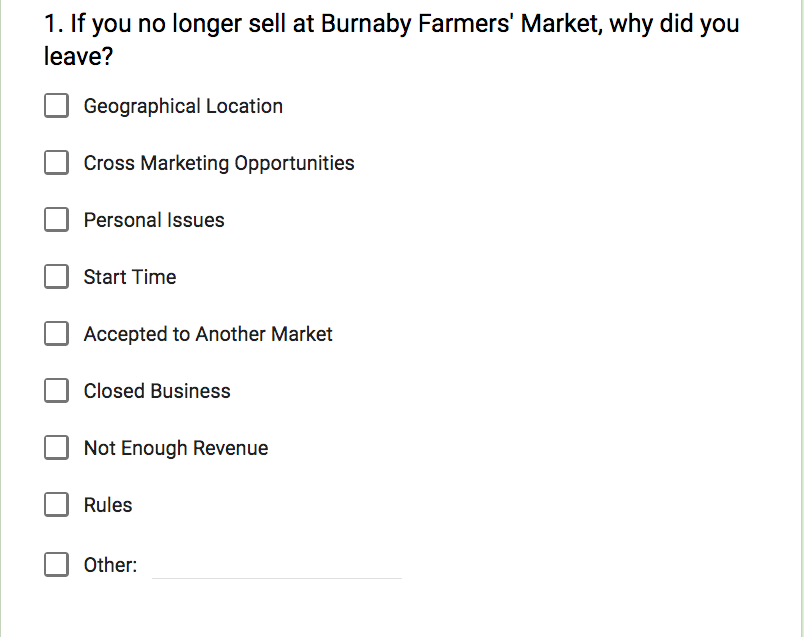 1. If you no longer sell at Burnaby Farmers' Market, why did you
leave?
Geographical Location
Cross Marketing Opportunities
Personal Issues
Start Time
Accepted to Another Market
Closed Business
Not Enough Revenue
Rules
Other: